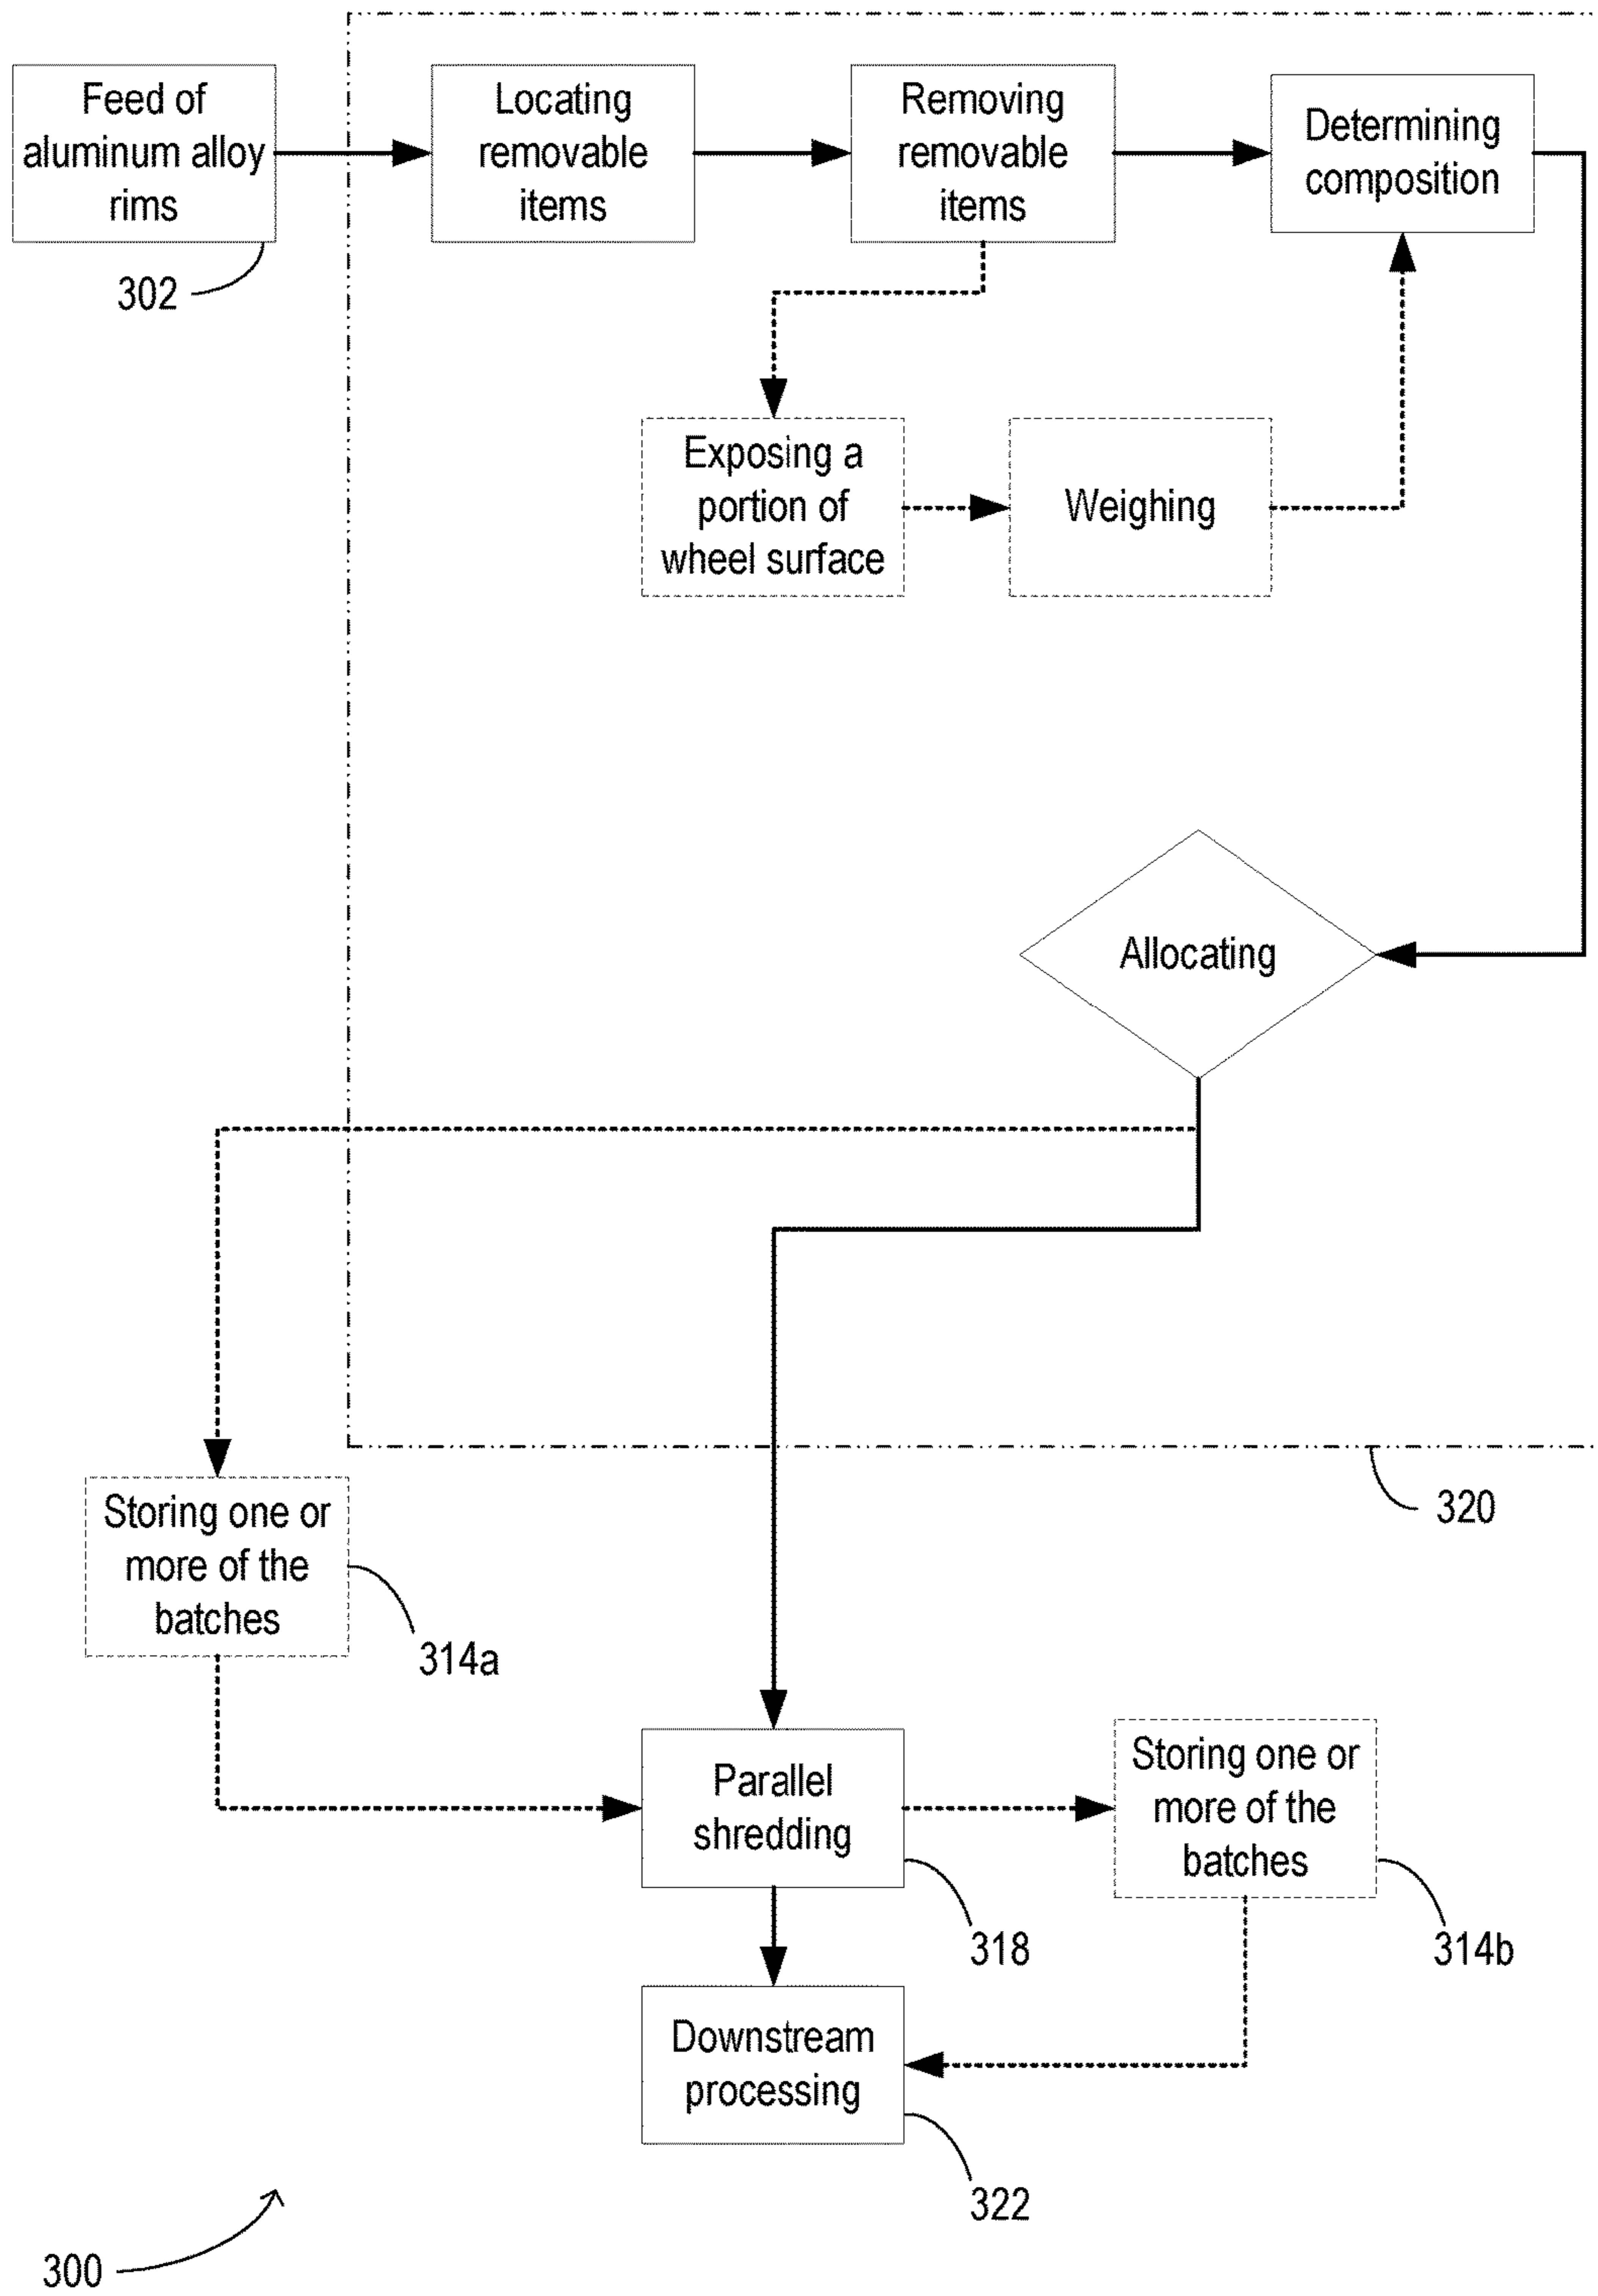 Feed of
aluminum alloy
rims
302
Locating
removable
items
Removing
removable
items
Determining
composition
Exposing a
portion of
wheel surface
Weighing
Allocating
320
Storing one or
more of the
batches
314a
Parallel
shredding
318
Storing one or
more of the
batches
314b
Downstream
processing
322
300